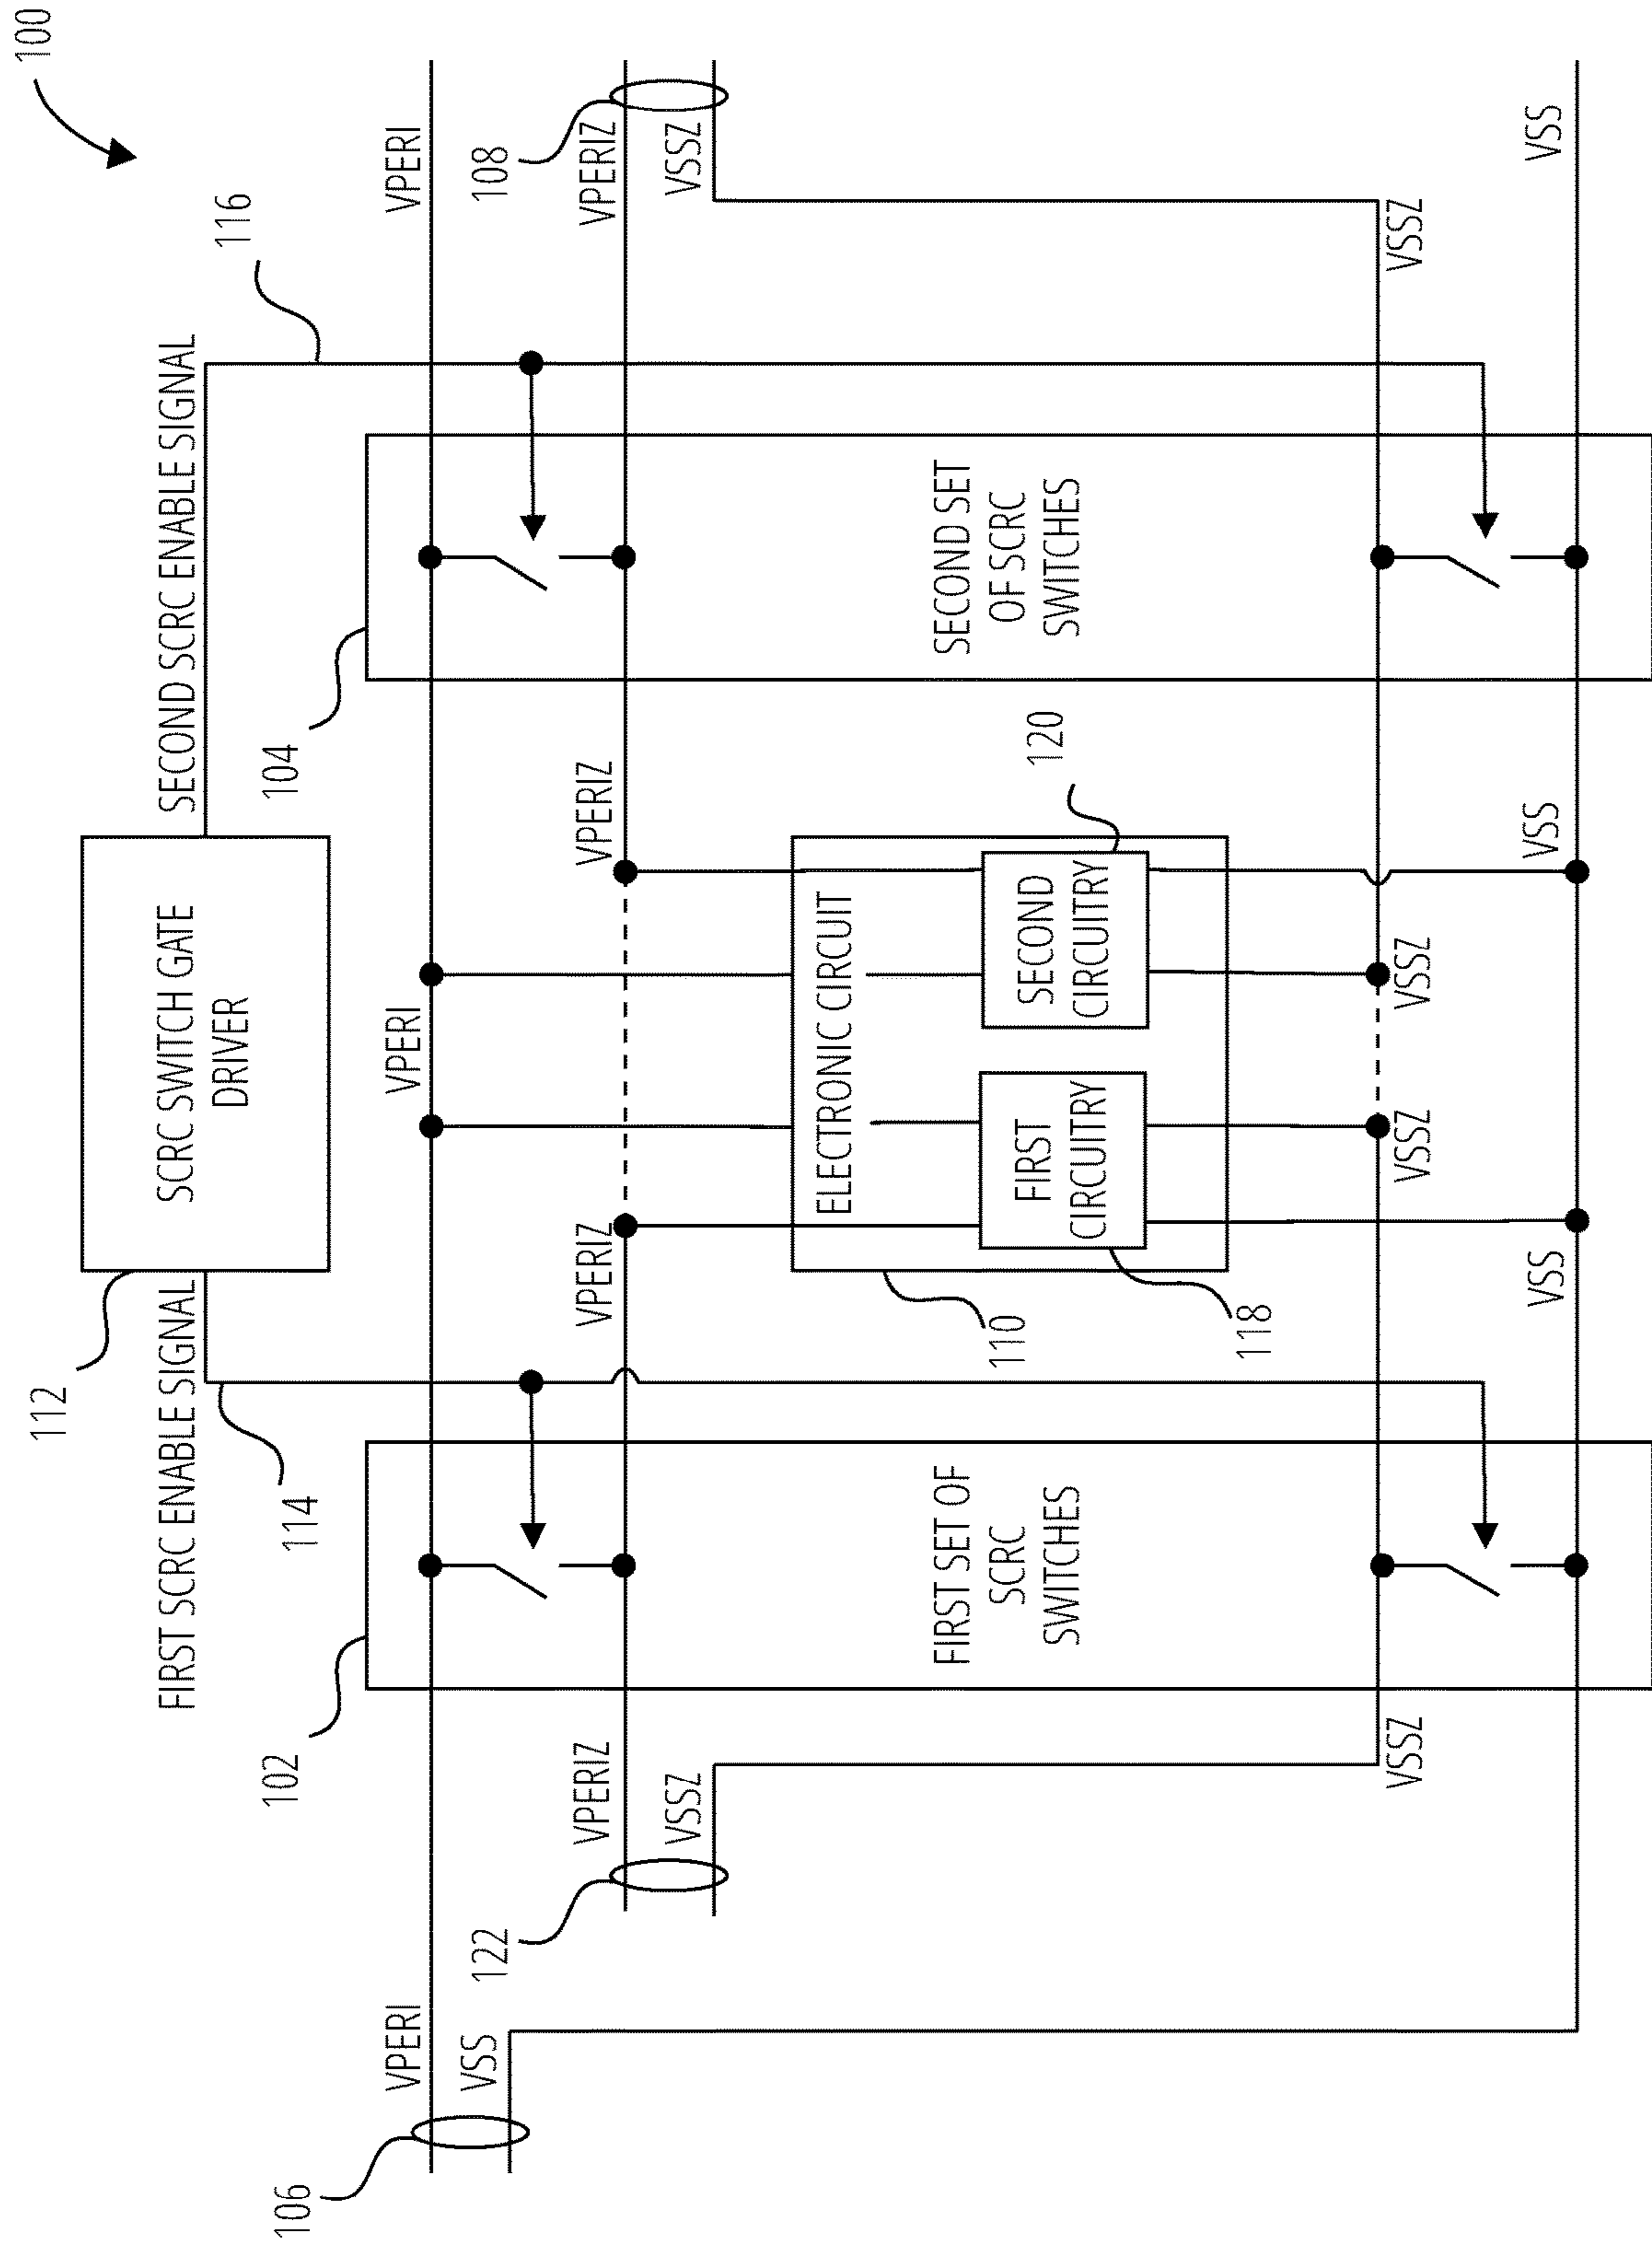 100
112
SCRC SWITCH GATE
DRIVER
FIRST SCRC ENABLE SIGNAL
SECOND SCRC ENABLE SIGNAL
116
106
102
114
104
VPERI
VPERI
VPERI
VSS
122
108
VPERIZ
VPERIZ
VPERIZ
VPERIZ
VSSZ
VSSZ
ELECTRONIC CIRCUIT
FIRST SET OF
SCRC
SWITCHES
SECOND SET
OF SCRC
SWITCHES
110
FIRST
CIRCUITRY
SECOND
CIRCUITRY
120
118
VSSZ
VSSZ
VSSZ
VSSZ
VSS
VSS
VSS